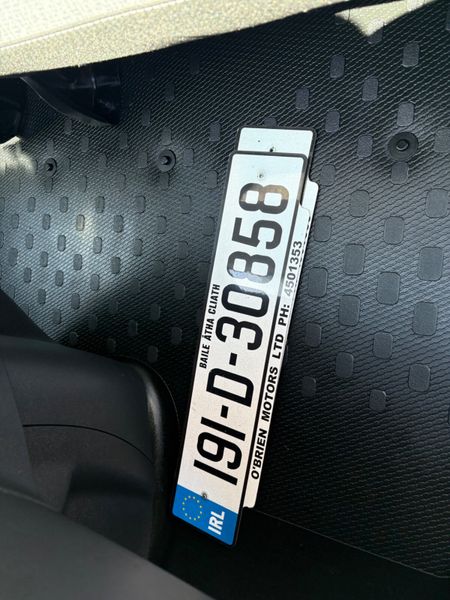 BAILE ÁTHA CLIATH
191-D-30858
IRL
O'BRIEN MOTORS LTD PH: 4501353